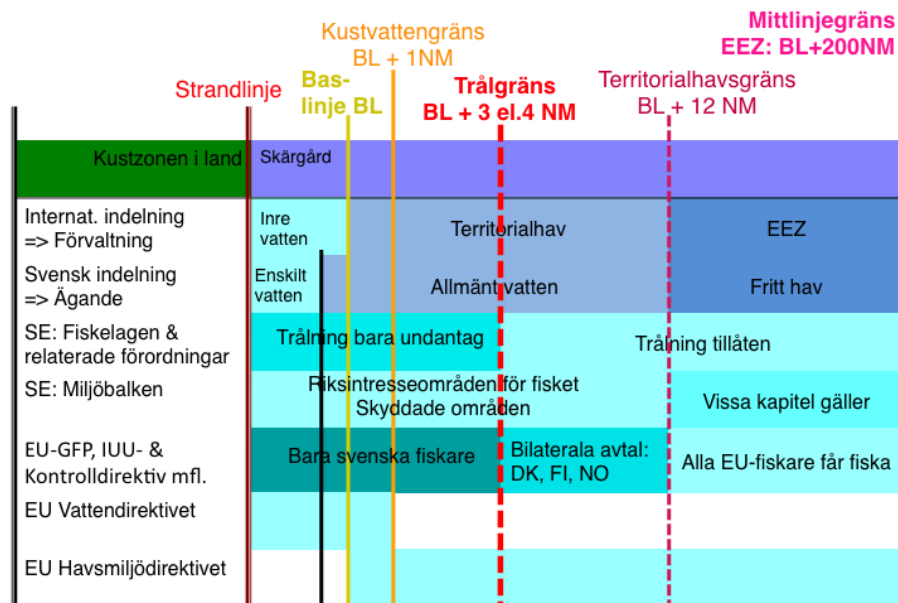 Mittlinjegräns
EEZ: BL+200NM
Kustvattengräns
BL + 1NM
Strandlinje
Bas-
linje BL
Trålgräns
BL + 3 el.4 NM
Territorialhavsgräns
BL + 12 NM
Kustzonen i land
Skärgård
Internat. indelning
=> Förvaltning
Inre
vatten
Territorialhav
EEZ
Svensk indelning
=> Ägande
Enskilt
vatten
Allmänt vatten
Fritt hav
SE: Fiskelagen &
relaterade förordningar
Trålning bara undantag
Trålning tillåten
SE: Miljöbalken
Riksintresseområden för fisket
Skyddade områden
Vissa kapitel gäller
EU-GFP, IUU- &
Kontrolldirektiv mfl.
Bara svenska fiskare
Bilaterala avtal:
DK, FI, NO
Alla EU-fiskare får fiska
EU Vattendirektivet
EU Havsmiljödirektivet